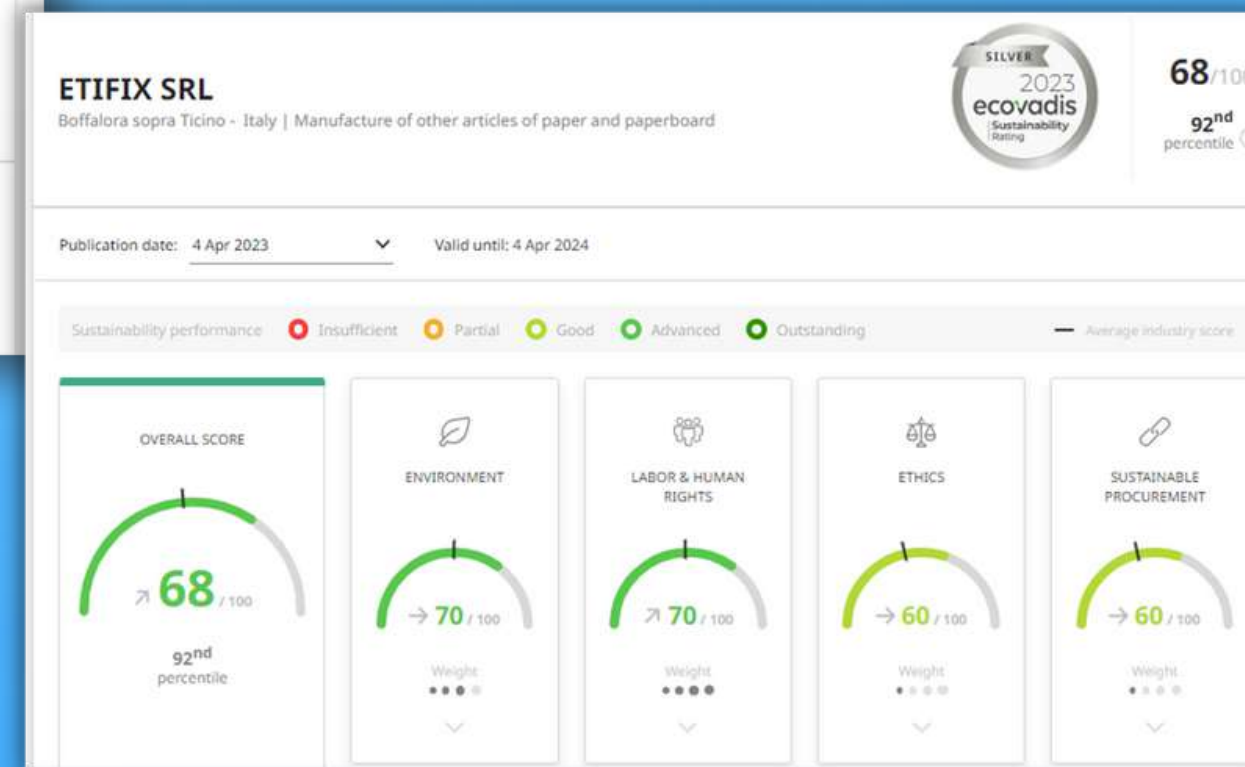 ETIFIX SRL
Boffalora sopra Ticino - Italy | Manufacture of other articles of paper and paperboard
SILVER
2023
ecovadis
Sustainability
Rating
68/100
92nd
percentile
Publication date: 4 Apr 2023
Valid until: 4 Apr 2024
Sustainability performance
Insufficient
Partial
Good
Advanced
Outstanding
Average industry score
OVERALL SCORE
68 / 100
92nd
percentile
ENVIRONMENT
70 / 100
Weight
LABOR & HUMAN
RIGHTS
70 / 100
Weight
ETHICS
60 / 100
Weight
SUSTAINABLE
PROCUREMENT
60 / 100
Weight